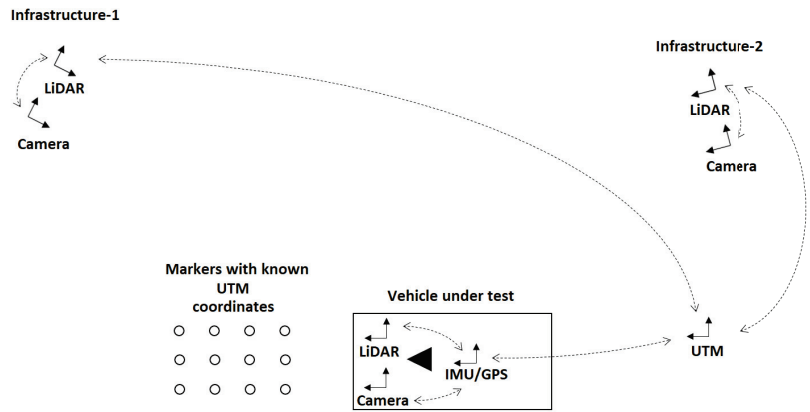 Infrastructure-1
LiDAR
Camera
Infrastructure-2
LiDAR
Camera
Markers with known
UTM
coordinates
Vehicle under test
LiDAR
IMU/GPS
Camera
UTM